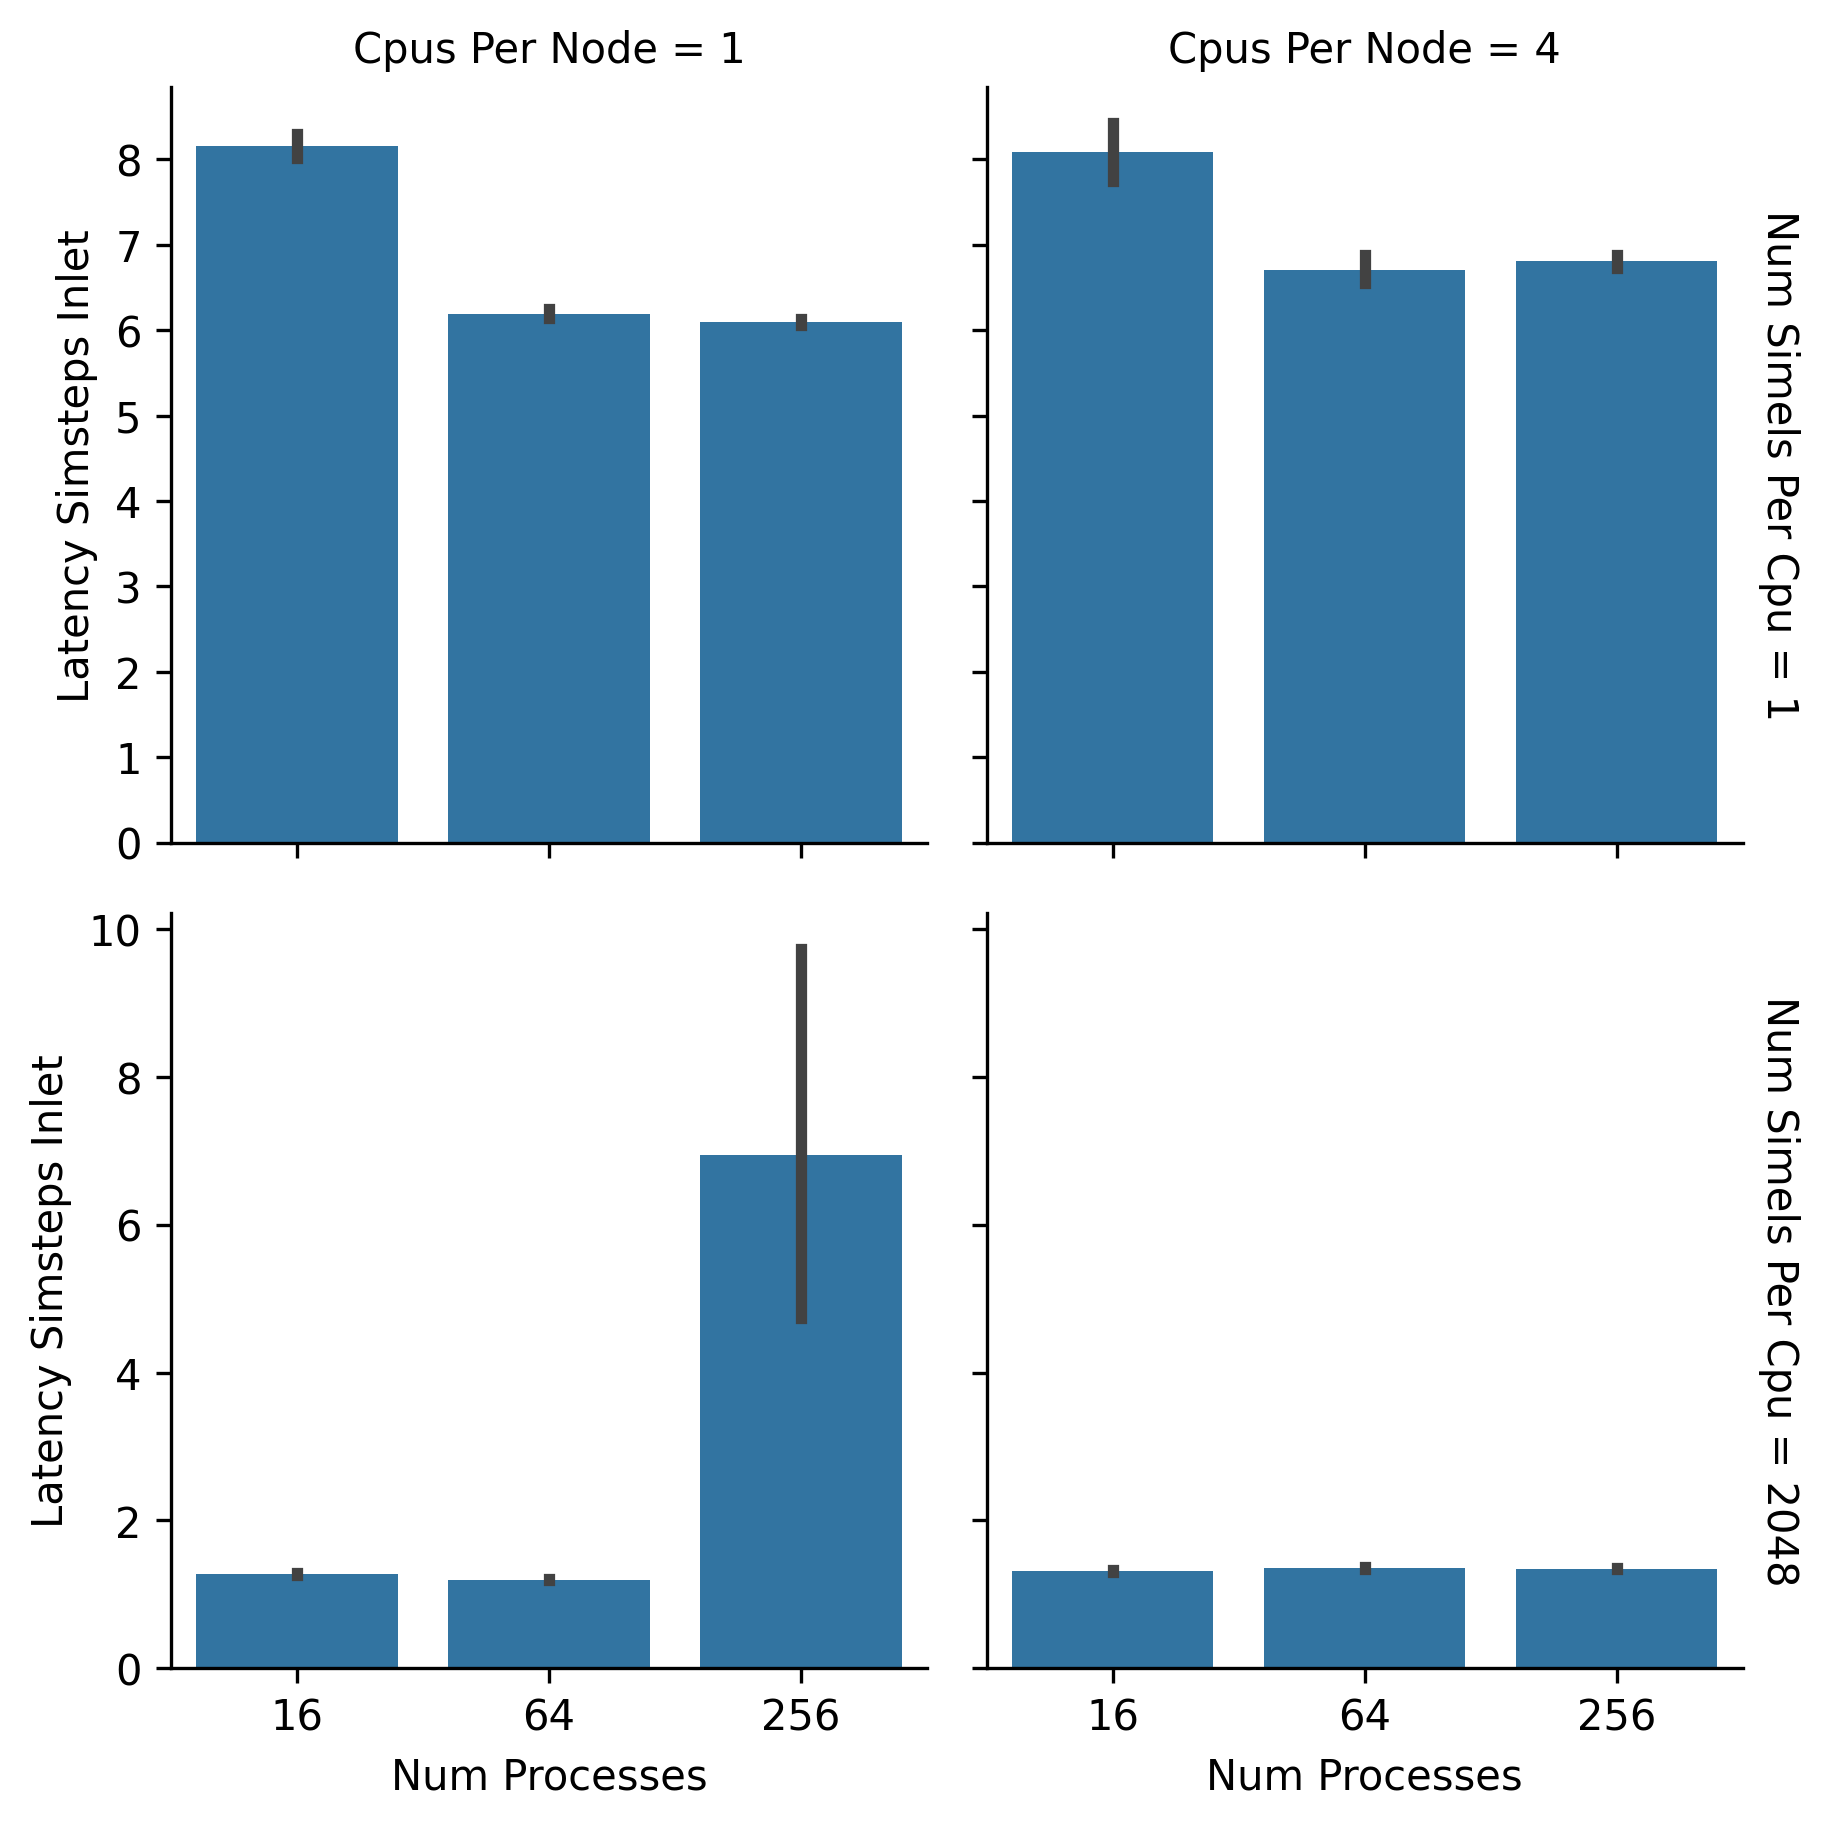 Cpus Per Node = 1
Cpus Per Node = 4
Latency Simsteps Inlet
8
7
6
5
4
3
2
1
0
Num Simels Per Cpu = 1
Latency Simsteps Inlet
10
8
6
4
2
0
Num Simels Per Cpu = 2048
16 64 256
16 64 256
Num Processes
Num Processes